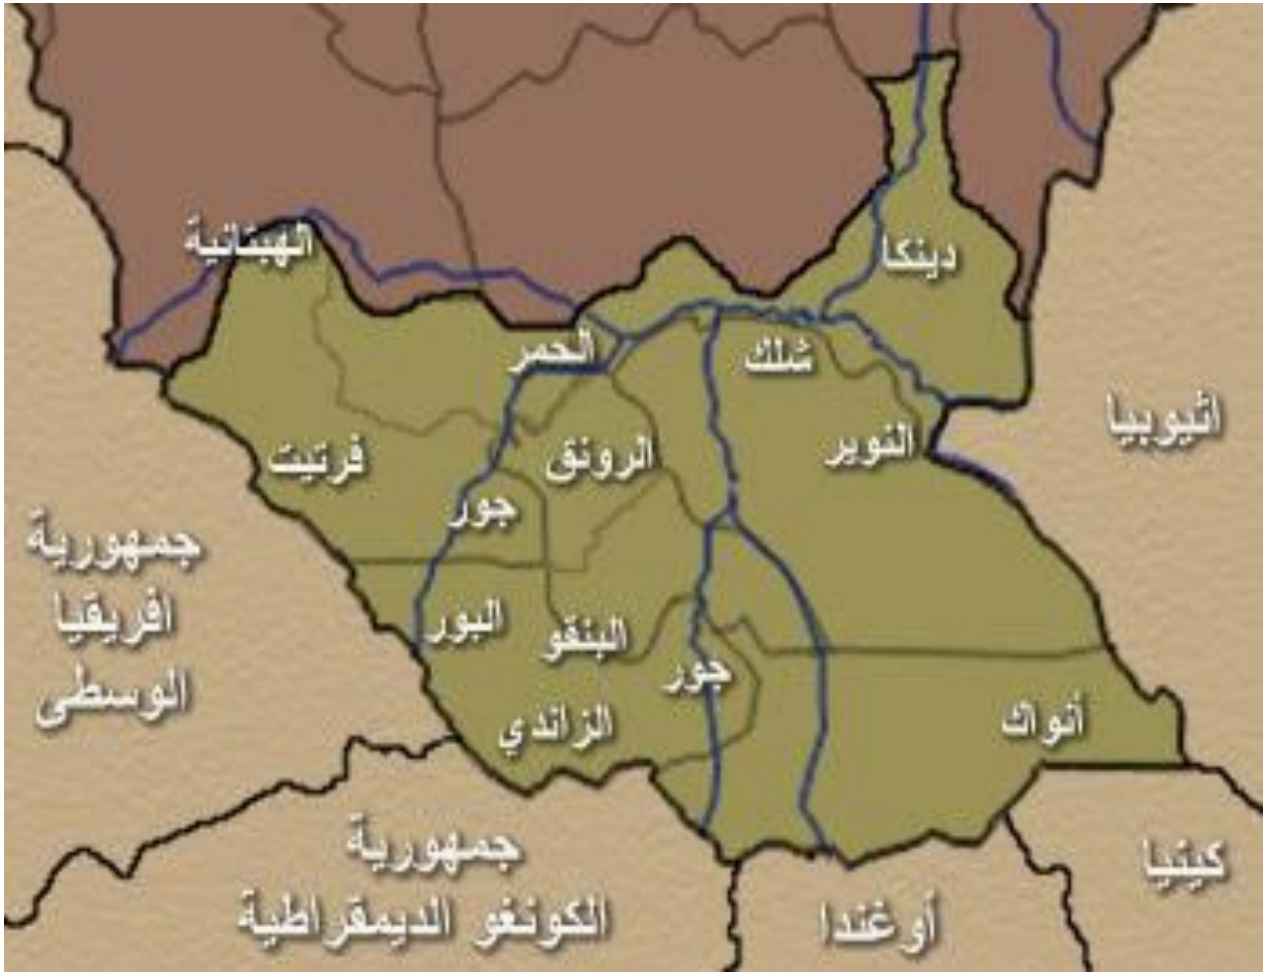 الهبنانية
دينكا
الحمر
شلك
اثيوبيا
فرتيت
الرونق
النوير
جور
جمهورية
افريقيا
الوسطى
البور
البنقو
جور
الزاندي
أنواك
جمهورية
الكونغو الديمقراطية
أوغندا
كينيا